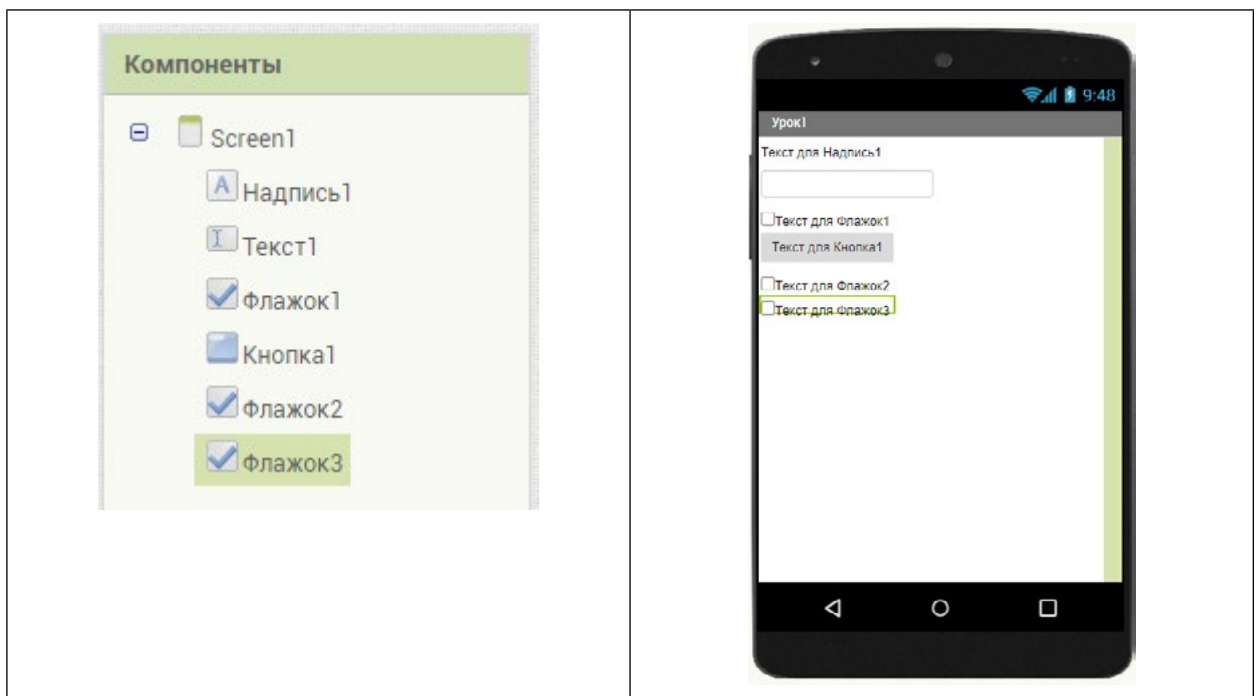 Компоненты
Screen1
Надпись1
Текст1
Флажок1
Кнопка1
Флажок2
Флажок3
9:48
Урок1
Текст для Надпись1
Текст для Флажок1
Текст для Кнопка1
Текст для Флажок2
Текст для Флажок3